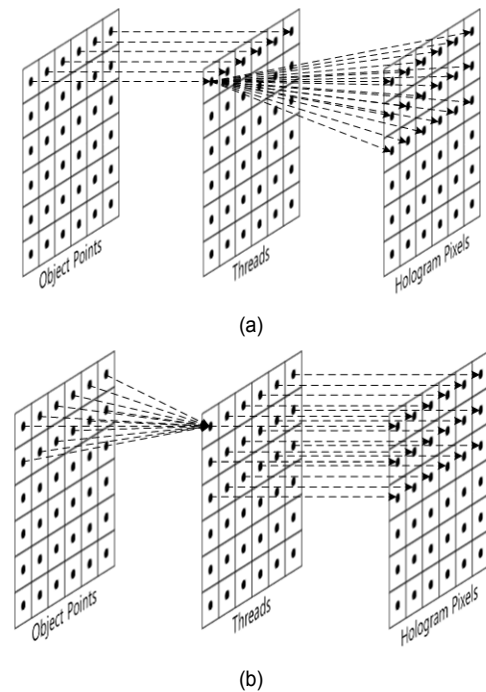 Object Points
Threads
Hologram Pixels
(a)
Object Points
Threads
Hologram Pixels
(b)